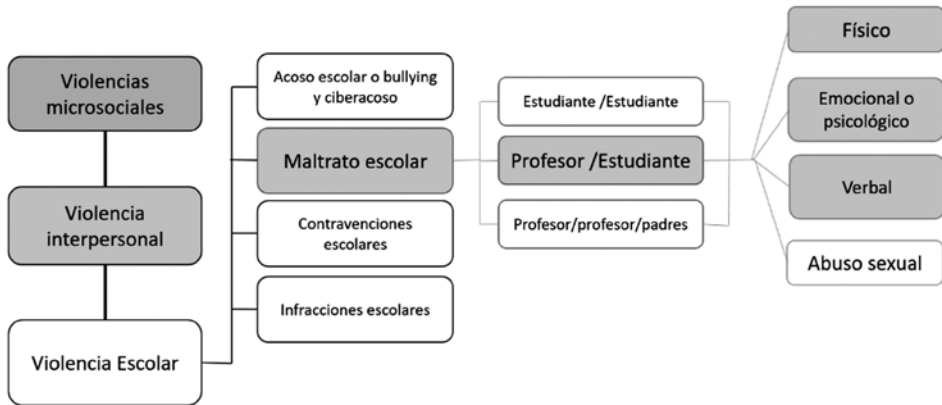 Violencias
microsociales
Violencia
interpersonal
Violencia Escolar
Acoso escolar o bullying
y ciberacoso
Maltrato escolar
Contravenciones
escolares
Infracciones escolares
Estudiante /Estudiante
Profesor /Estudiante
Profesor/profesor/padres
Físico
Emocional o
psicológico
Verbal
Abuso sexual